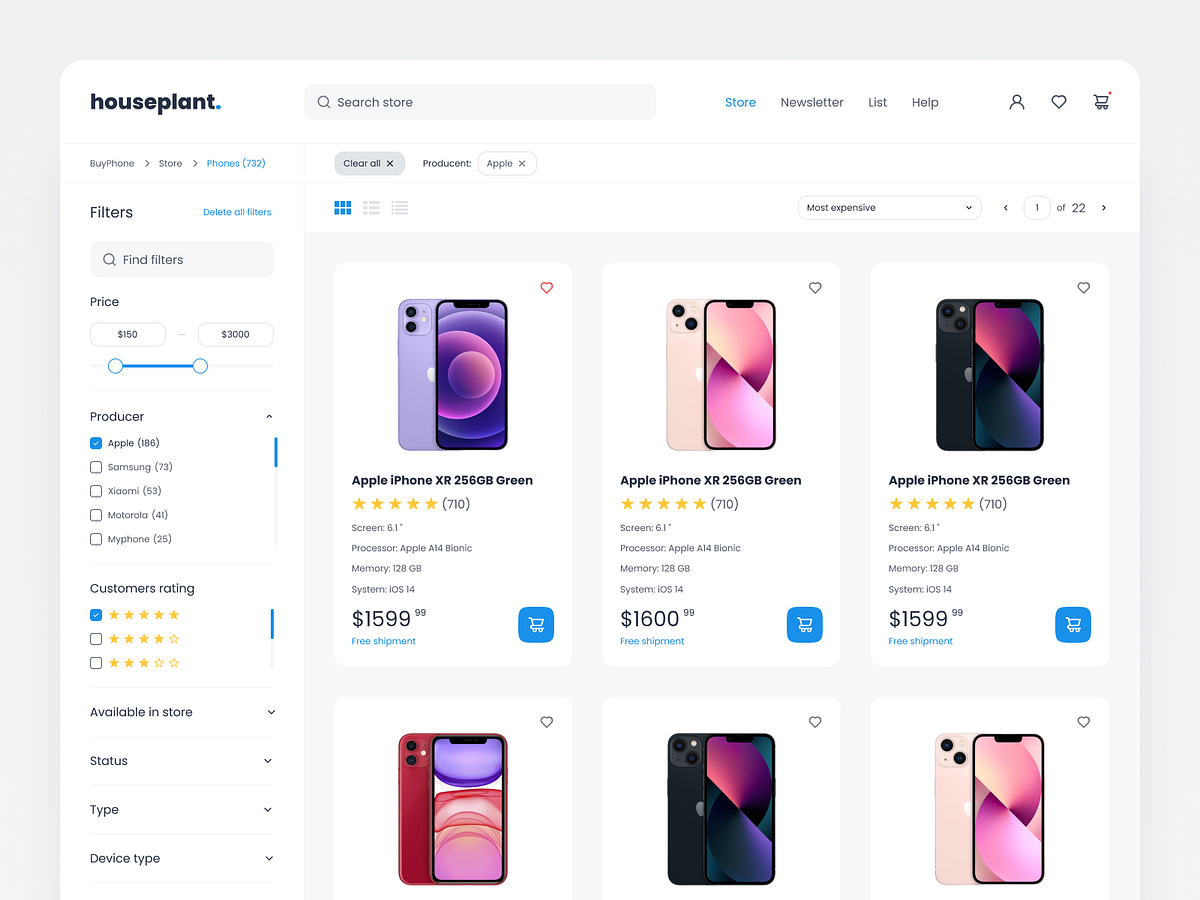 houseplant.
Search store
Store Newsletter List Help
BuyPhone Store Phones (732)
Clear all Producent: Apple
Filters Delete all filters
Most expensive 1 of 22
Find filters
Price
$150 $3000
Producer
Apple (186)
Samsung (73)
Xiaomi (53)
Motorola (41)
Myphone (25)
Customers rating
Available in store
Status
Type
Device type
Apple iPhone XR 256GB Green
(710)
Screen: 6.1 "
Processor: Apple A14 Bionic
Memory: 128 GB
System: iOS 14
$1599 99
Free shipment
Apple iPhone XR 256GB Green
(710)
Screen: 6.1 "
Processor: Apple A14 Bionic
Memory: 128 GB
System: iOS 14
$1600 99
Free shipment
Apple iPhone XR 256GB Green
(710)
Screen: 6.1 "
Processor: Apple A14 Bionic
Memory: 128 GB
System: iOS 14
$1599 99
Free shipment